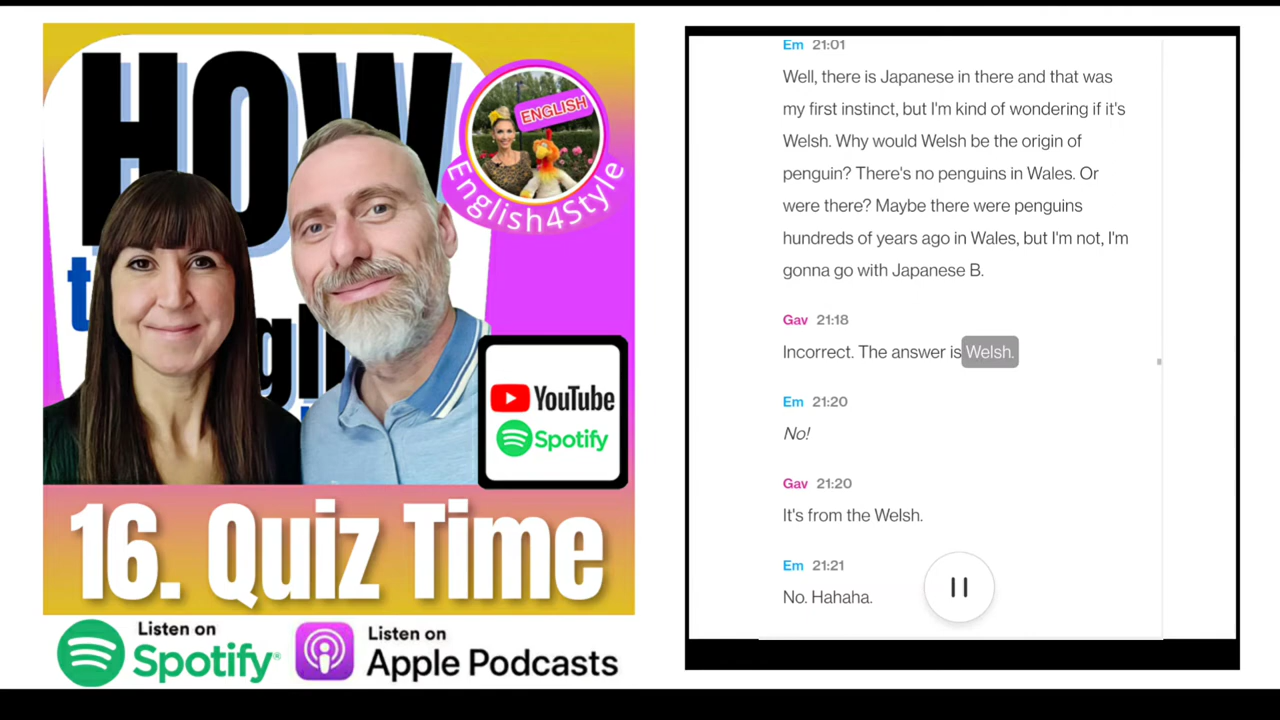 HOW
ENGLISH
English4Style
t
gli
YouTube
Spotify
16. Quiz Time
Listen on
Spotify
Listen on
Apple Podcasts
Em 21:01
Well, there is Japanese in there and that was
my first instinct, but I'm kind of wondering if it's
Welsh. Why would Welsh be the origin of
penguin? There's no penguins in Wales. Or
were there? Maybe there were penguins
hundreds of years ago in Wales, but I'm not, I'm
gonna go with Japanese B.
Gav 21:18
Incorrect. The answer is Welsh.
Em 21:20
No!
Gav 21:20
It's from the Welsh.
Em 21:21
No. Hahaha.